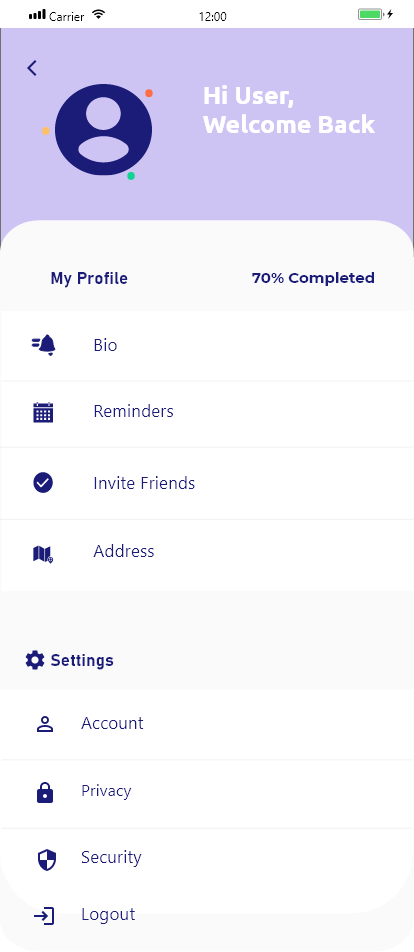 Carrier
12:00
Hi User,
Welcome Back
My Profile
70% Completed
Bio
Reminders
Invite Friends
Address
Settings
Account
Privacy
Security
Logout